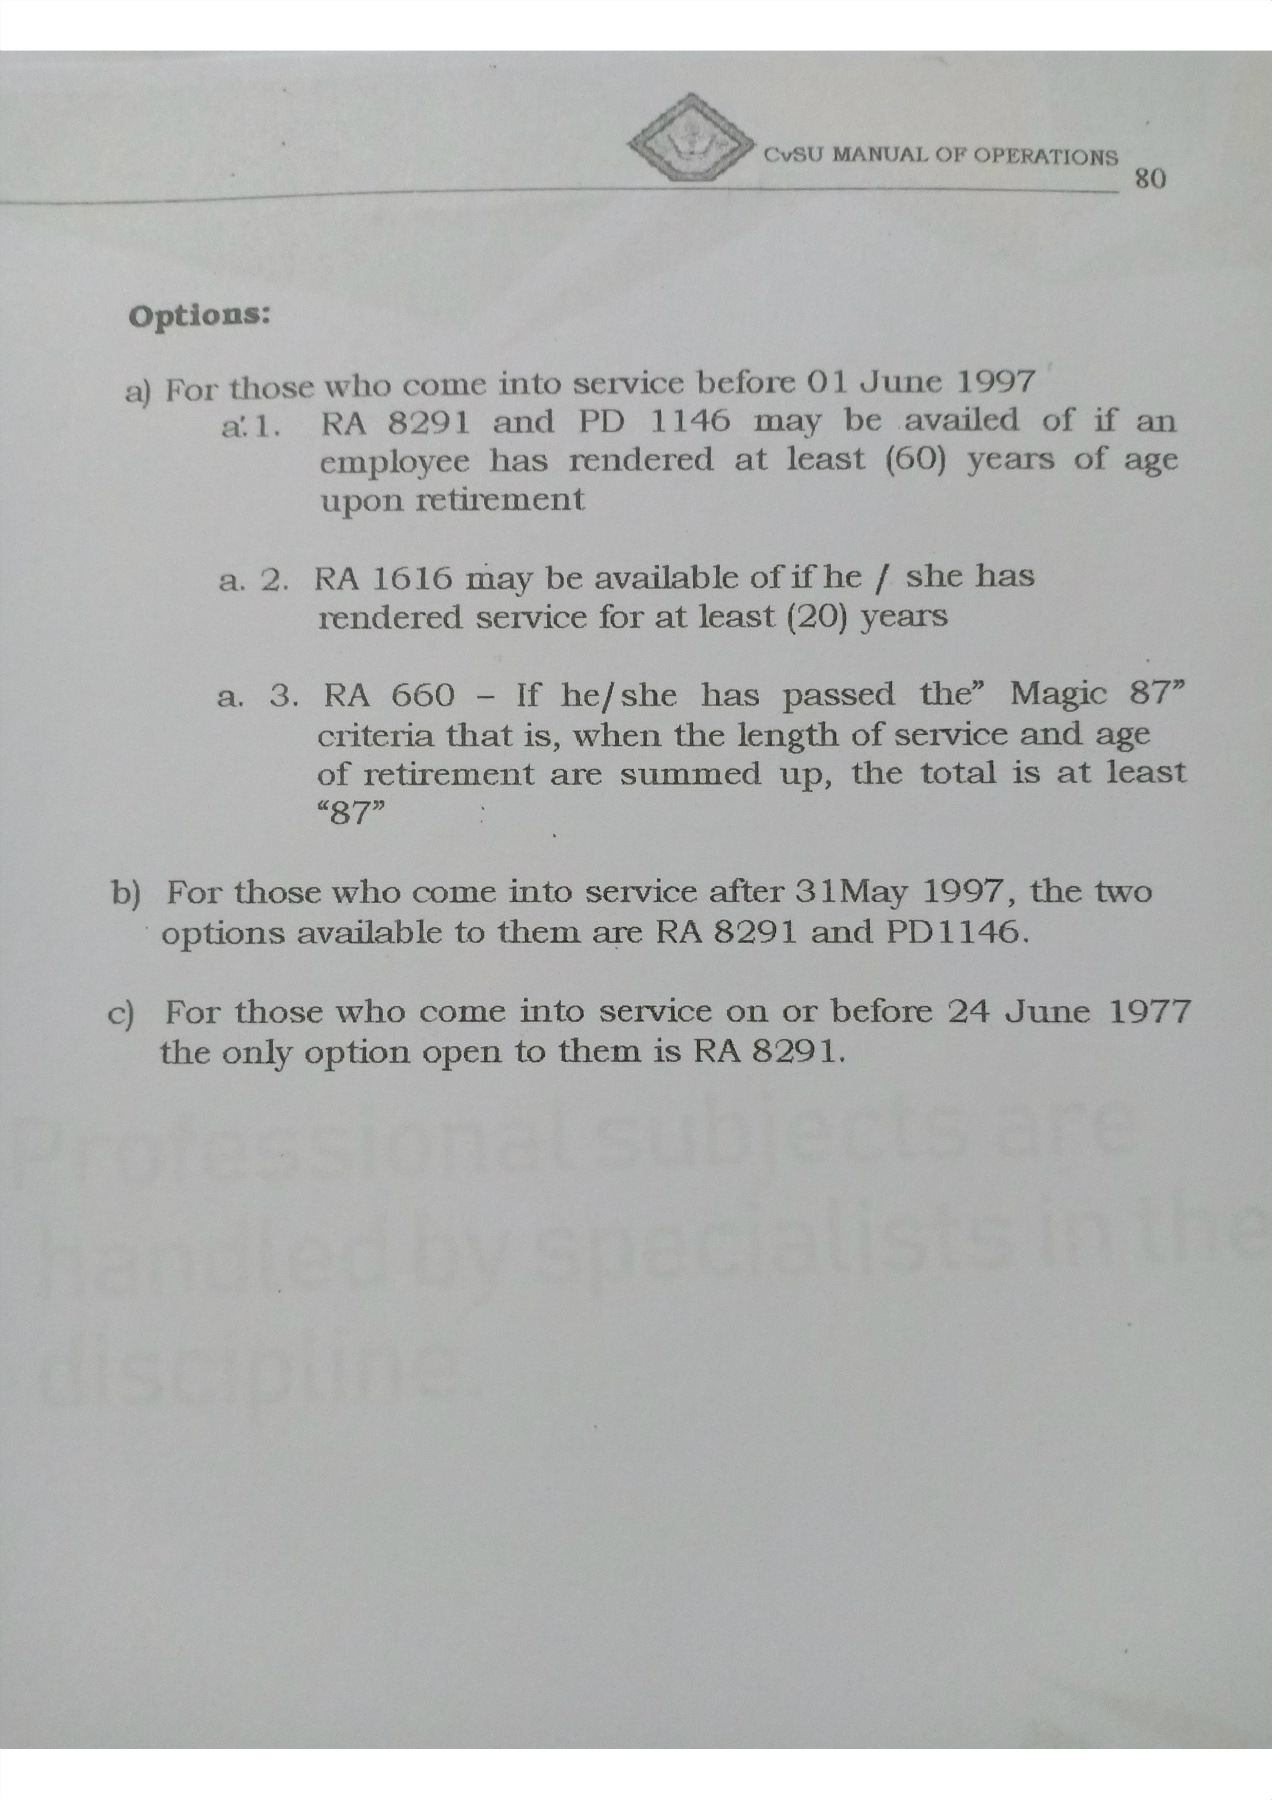 CvSU MANUAL OF OPERATIONS
80
Options:
a) For those who come into service before 01 June 1997
a. 1. RA 8291 and PD 1146 may be availed of if an
employee has rendered at least (60) years of age
upon retirement
a. 2. RA 1616 may be available of if he / she has
rendered service for at least (20) years
a. 3. RA 660 – If he/she has passed the” Magic 87”
criteria that is, when the length of service and age
of retirement are summed up, the total is at least
“87”
b) For those who come into service after 31May 1997, the two
options available to them are RA 8291 and PD1146.
c) For those who come into service on or before 24 June 1977
the only option open to them is RA 8291.
Professional subjects are
handled by specialists in the
discipline.